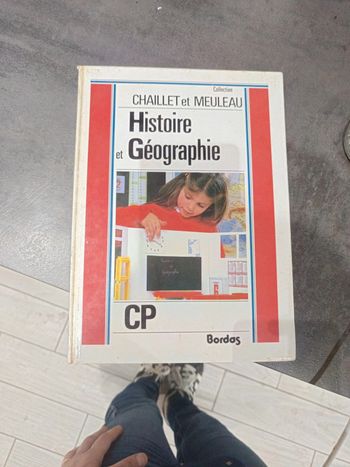 Collection
CHAILLET et MEULEAU
Histoire
et Géographie
CP
Bordas